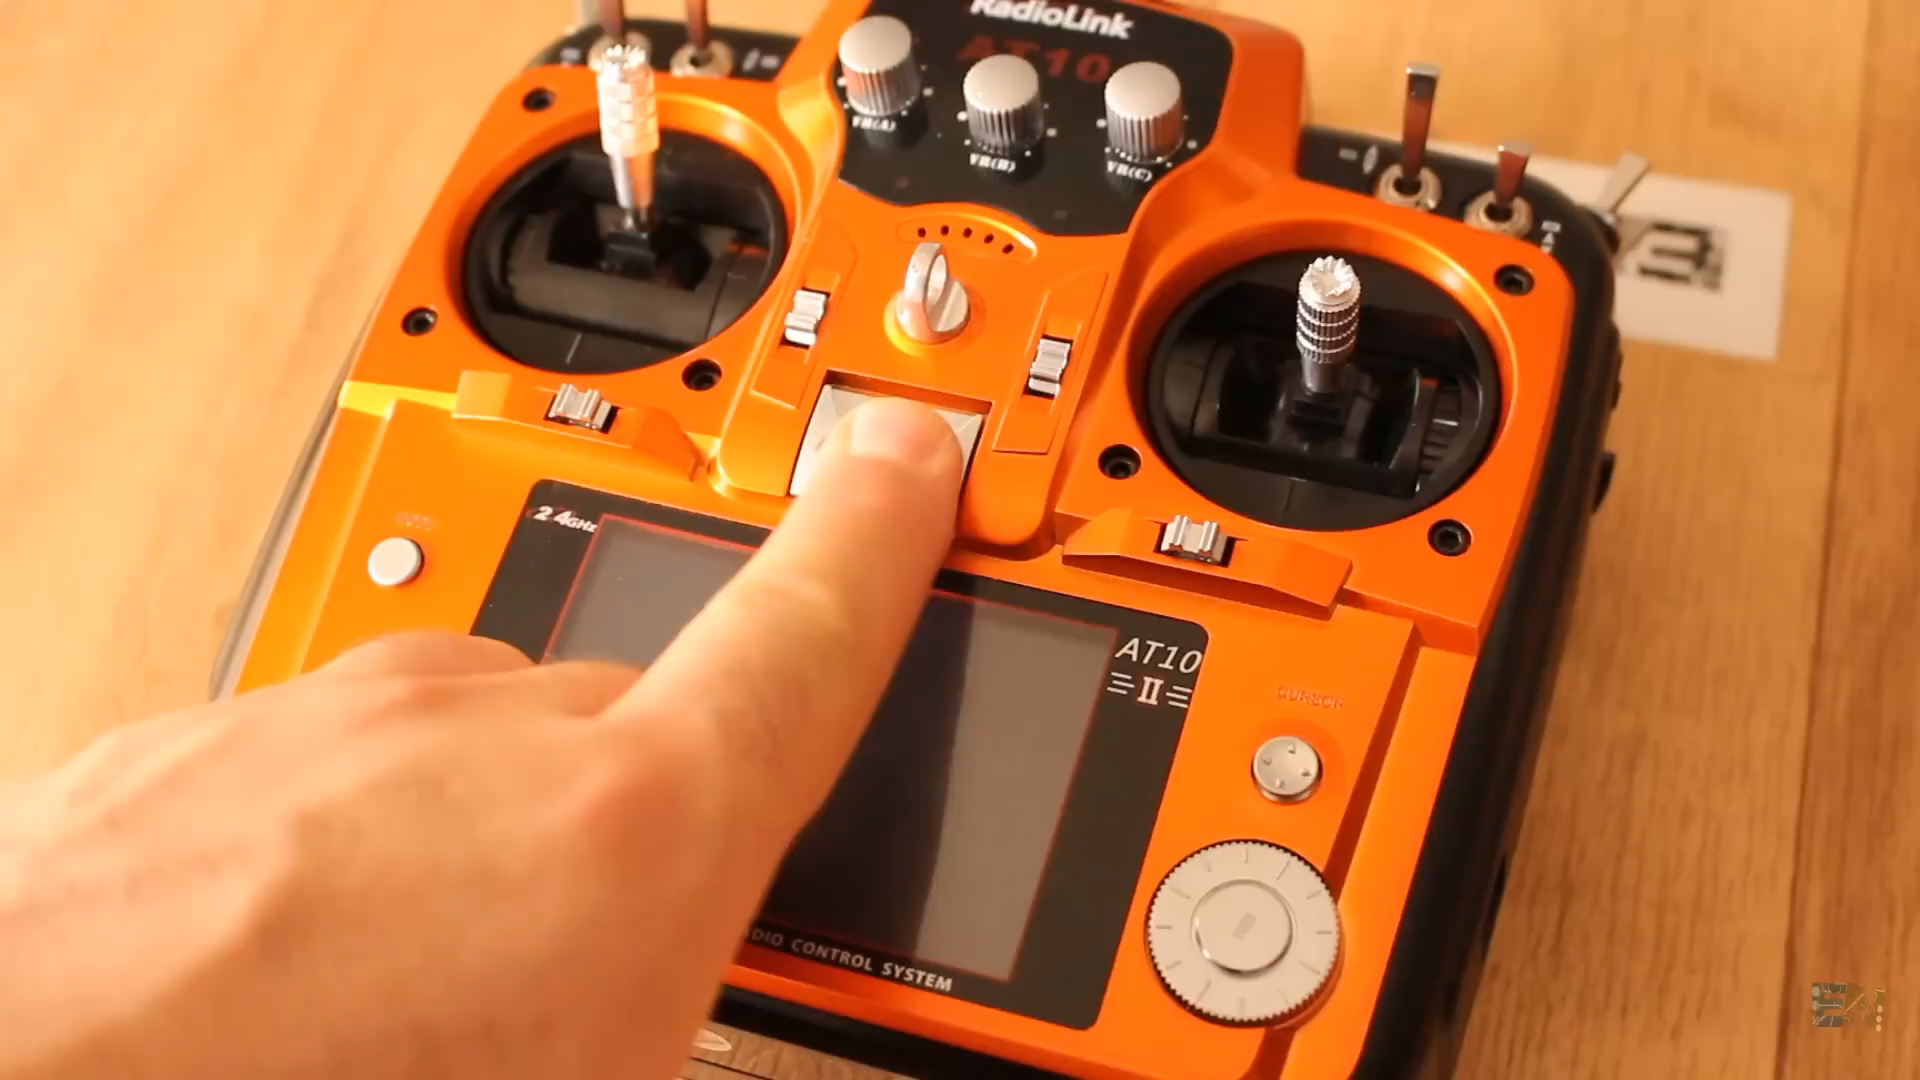 RadioLink
AT10
VR(A)
VR(B)
VR(C)
2.4GHz
AT10
II
CURSOR
DIO CONTROL SYSTEM